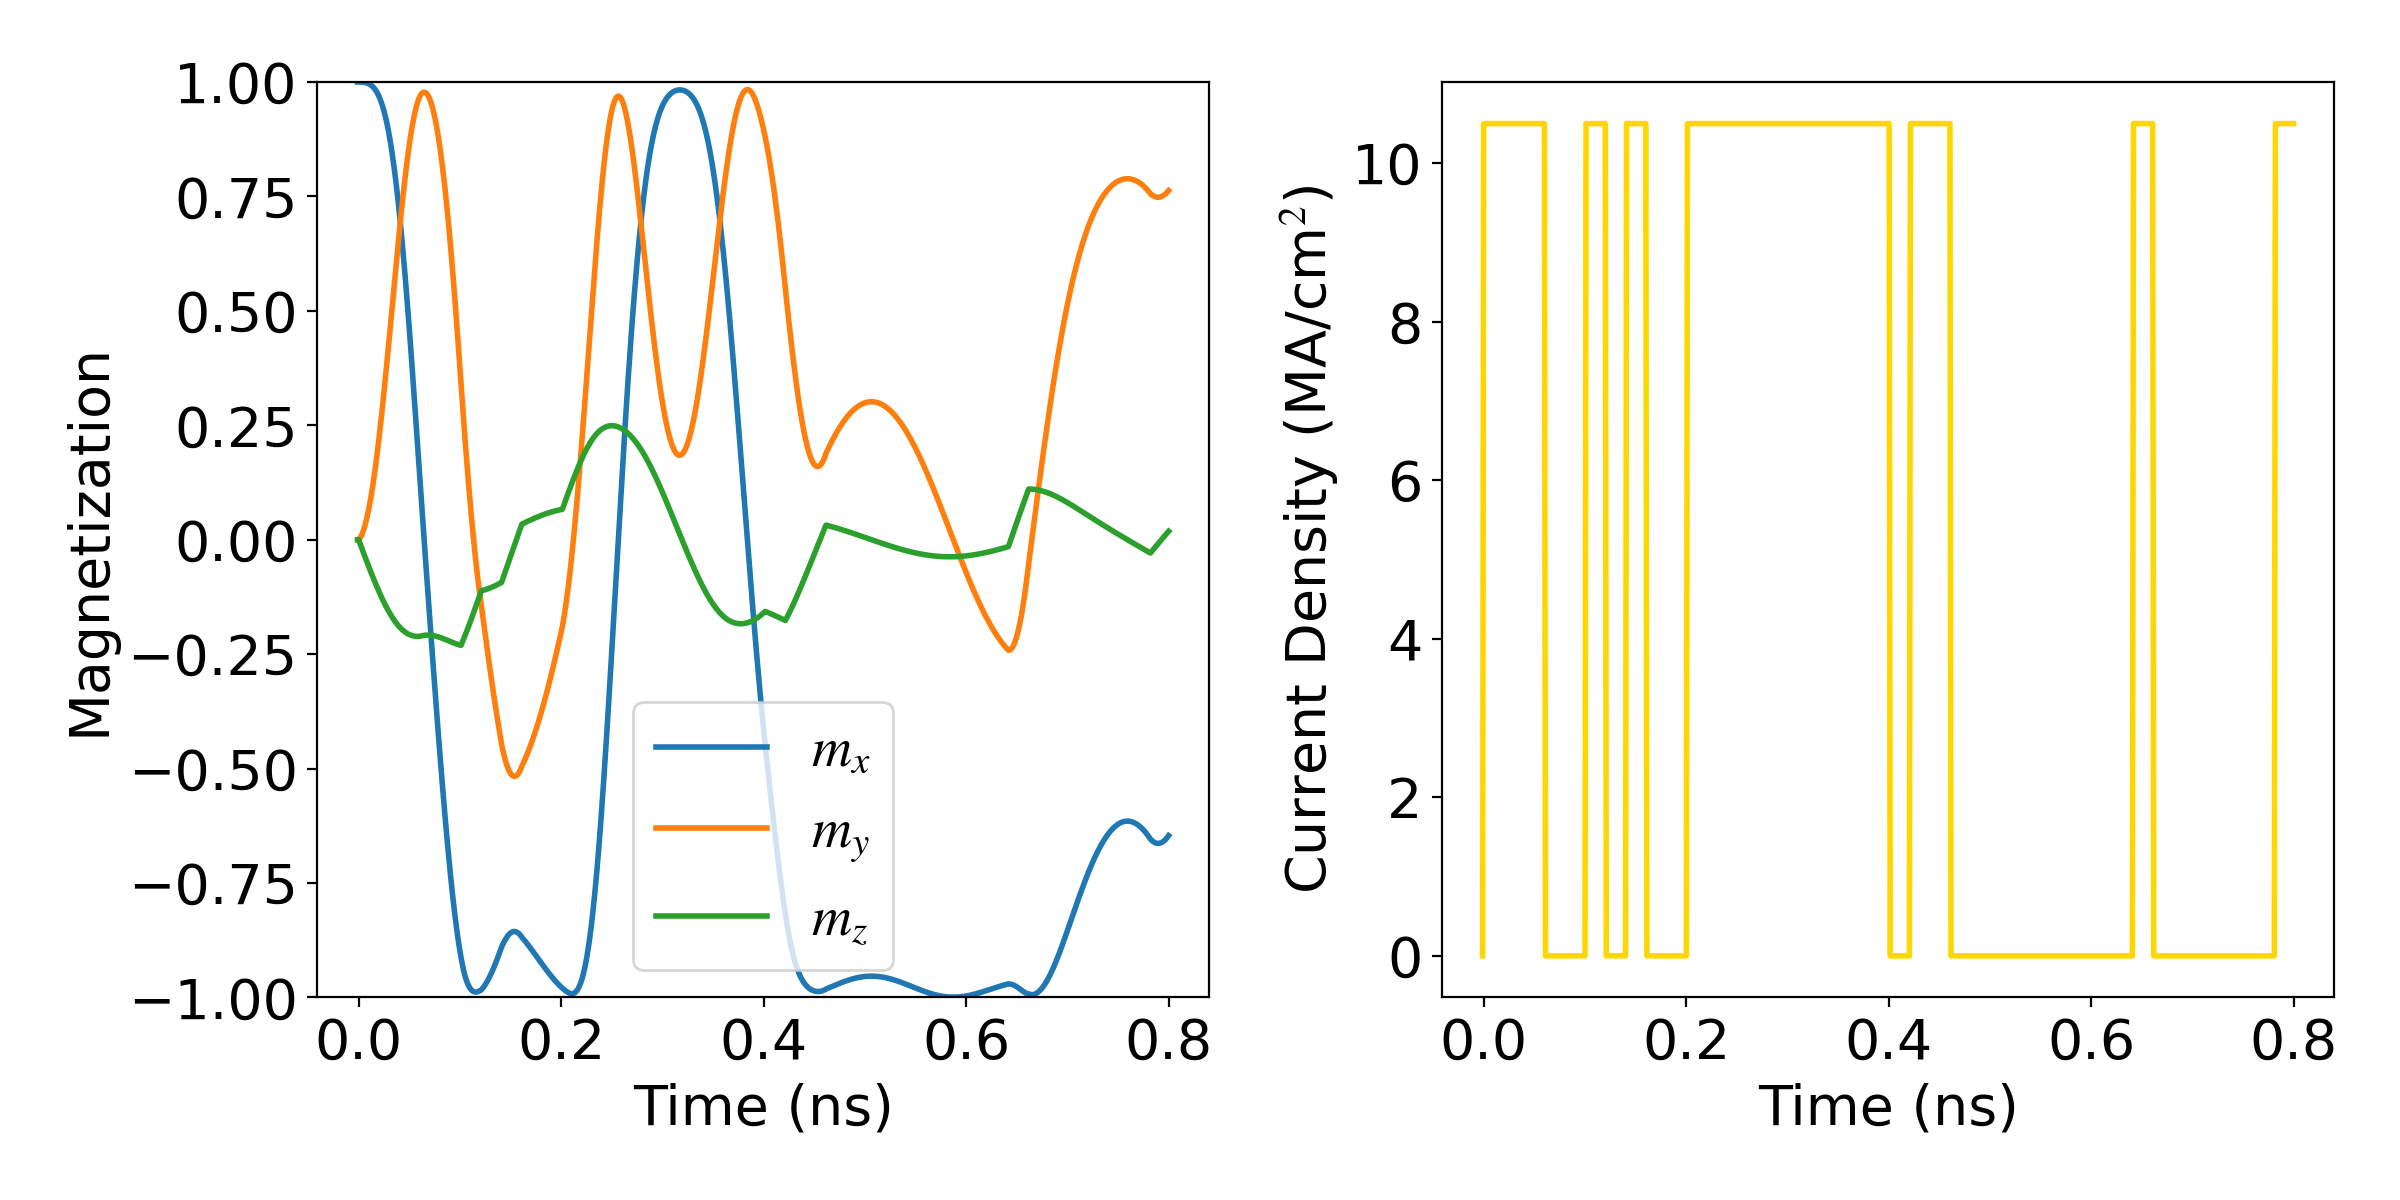 1.00
0.75
0.50
0.25
0.00
−0.25
−0.50
−0.75
−1.00
Magnetization
0.0 0.2 0.4 0.6 0.8
Time (ns)
m_x
m_y
m_z
10
8
6
4
2
0
Current Density (MA/cm²)
0.0 0.2 0.4 0.6 0.8
Time (ns)